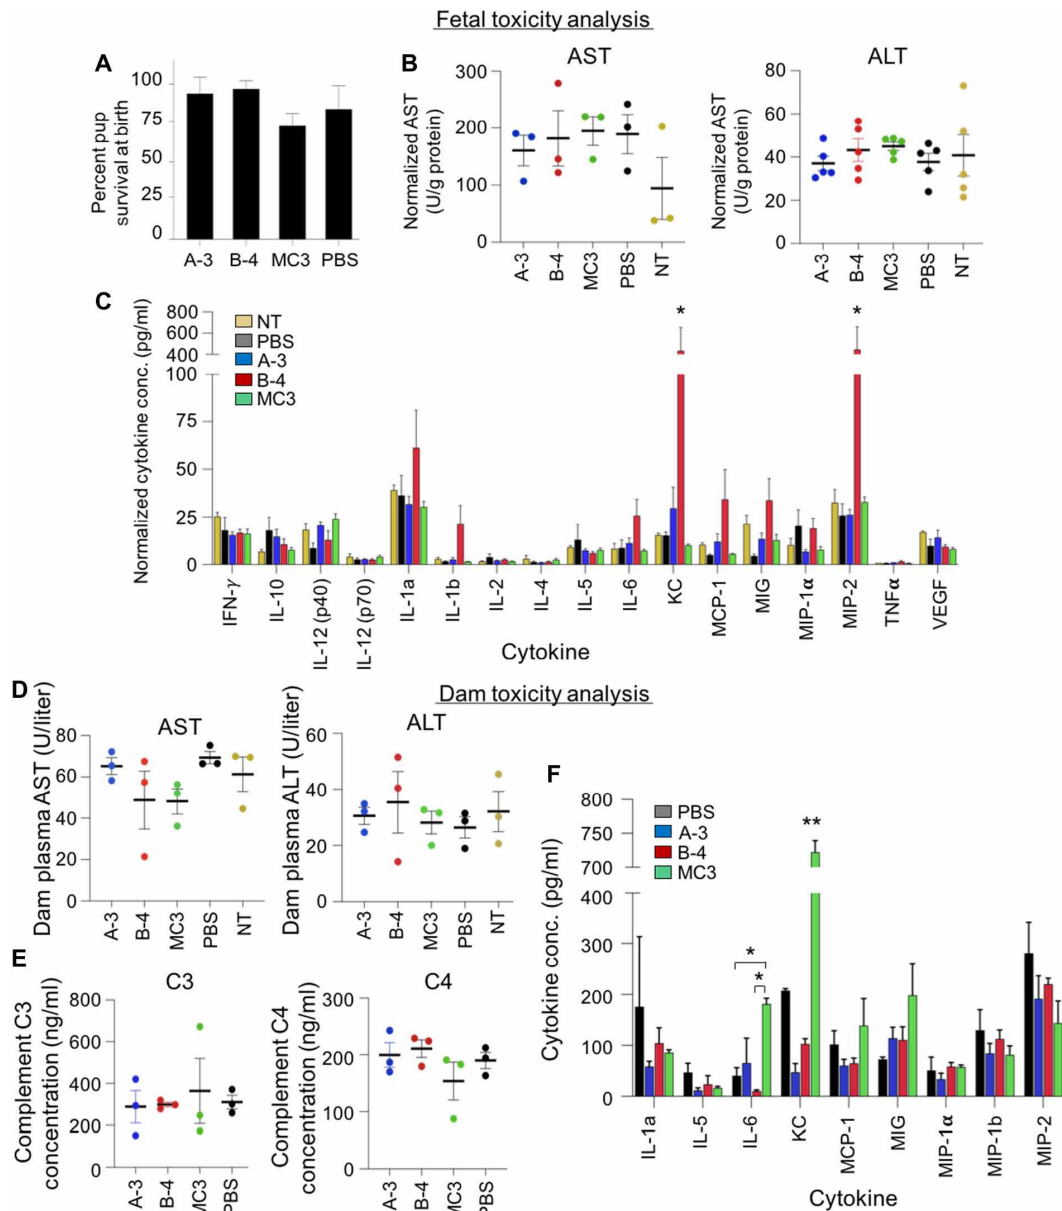 Fetal toxicity analysis
A
Percent pup
survival at birth
100
75
50
25
0
A-3 B-4 MC3 PBS
B
AST
Normalized AST
(U/g protein)
300
200
100
0
A-3 B-4 MC3 PBS NT
ALT
Normalized AST
(U/g protein)
80
60
40
20
0
A-3 B-4 MC3 PBS NT
C
Normalized cytokine conc. (pg/ml)
800
600
400
100
75
50
25
0
NT
PBS
A-3
B-4
MC3
* *
IFN-γ IL-10 IL-12 (p40) IL-12 (p70) IL-1a IL-1b IL-2 IL-4 IL-5 IL-6 KC MCP-1 MIG MIP-1α MIP-2 TNFα VEGF
Cytokine
Dam toxicity analysis
D
AST
Dam plasma AST (U/liter)
80
60
40
20
0
A-3 B-4 MC3 PBS NT
ALT
Dam plasma ALT (U/liter)
60
40
20
0
A-3 B-4 MC3 PBS NT
E
C3
Complement C3
concentration (ng/ml)
800
600
400
200
0
A-3 B-4 MC3 PBS
C4
Complement C4
concentration (ng/ml)
300
200
100
0
A-3 B-4 MC3 PBS
F
Cytokine conc. (pg/ml)
800
750
700
400
300
200
100
0
PBS
A-3
B-4
MC3
**
*
*
IL-1a IL-5 IL-6 KC MCP-1 MIG MIP-1α MIP-1b MIP-2
Cytokine